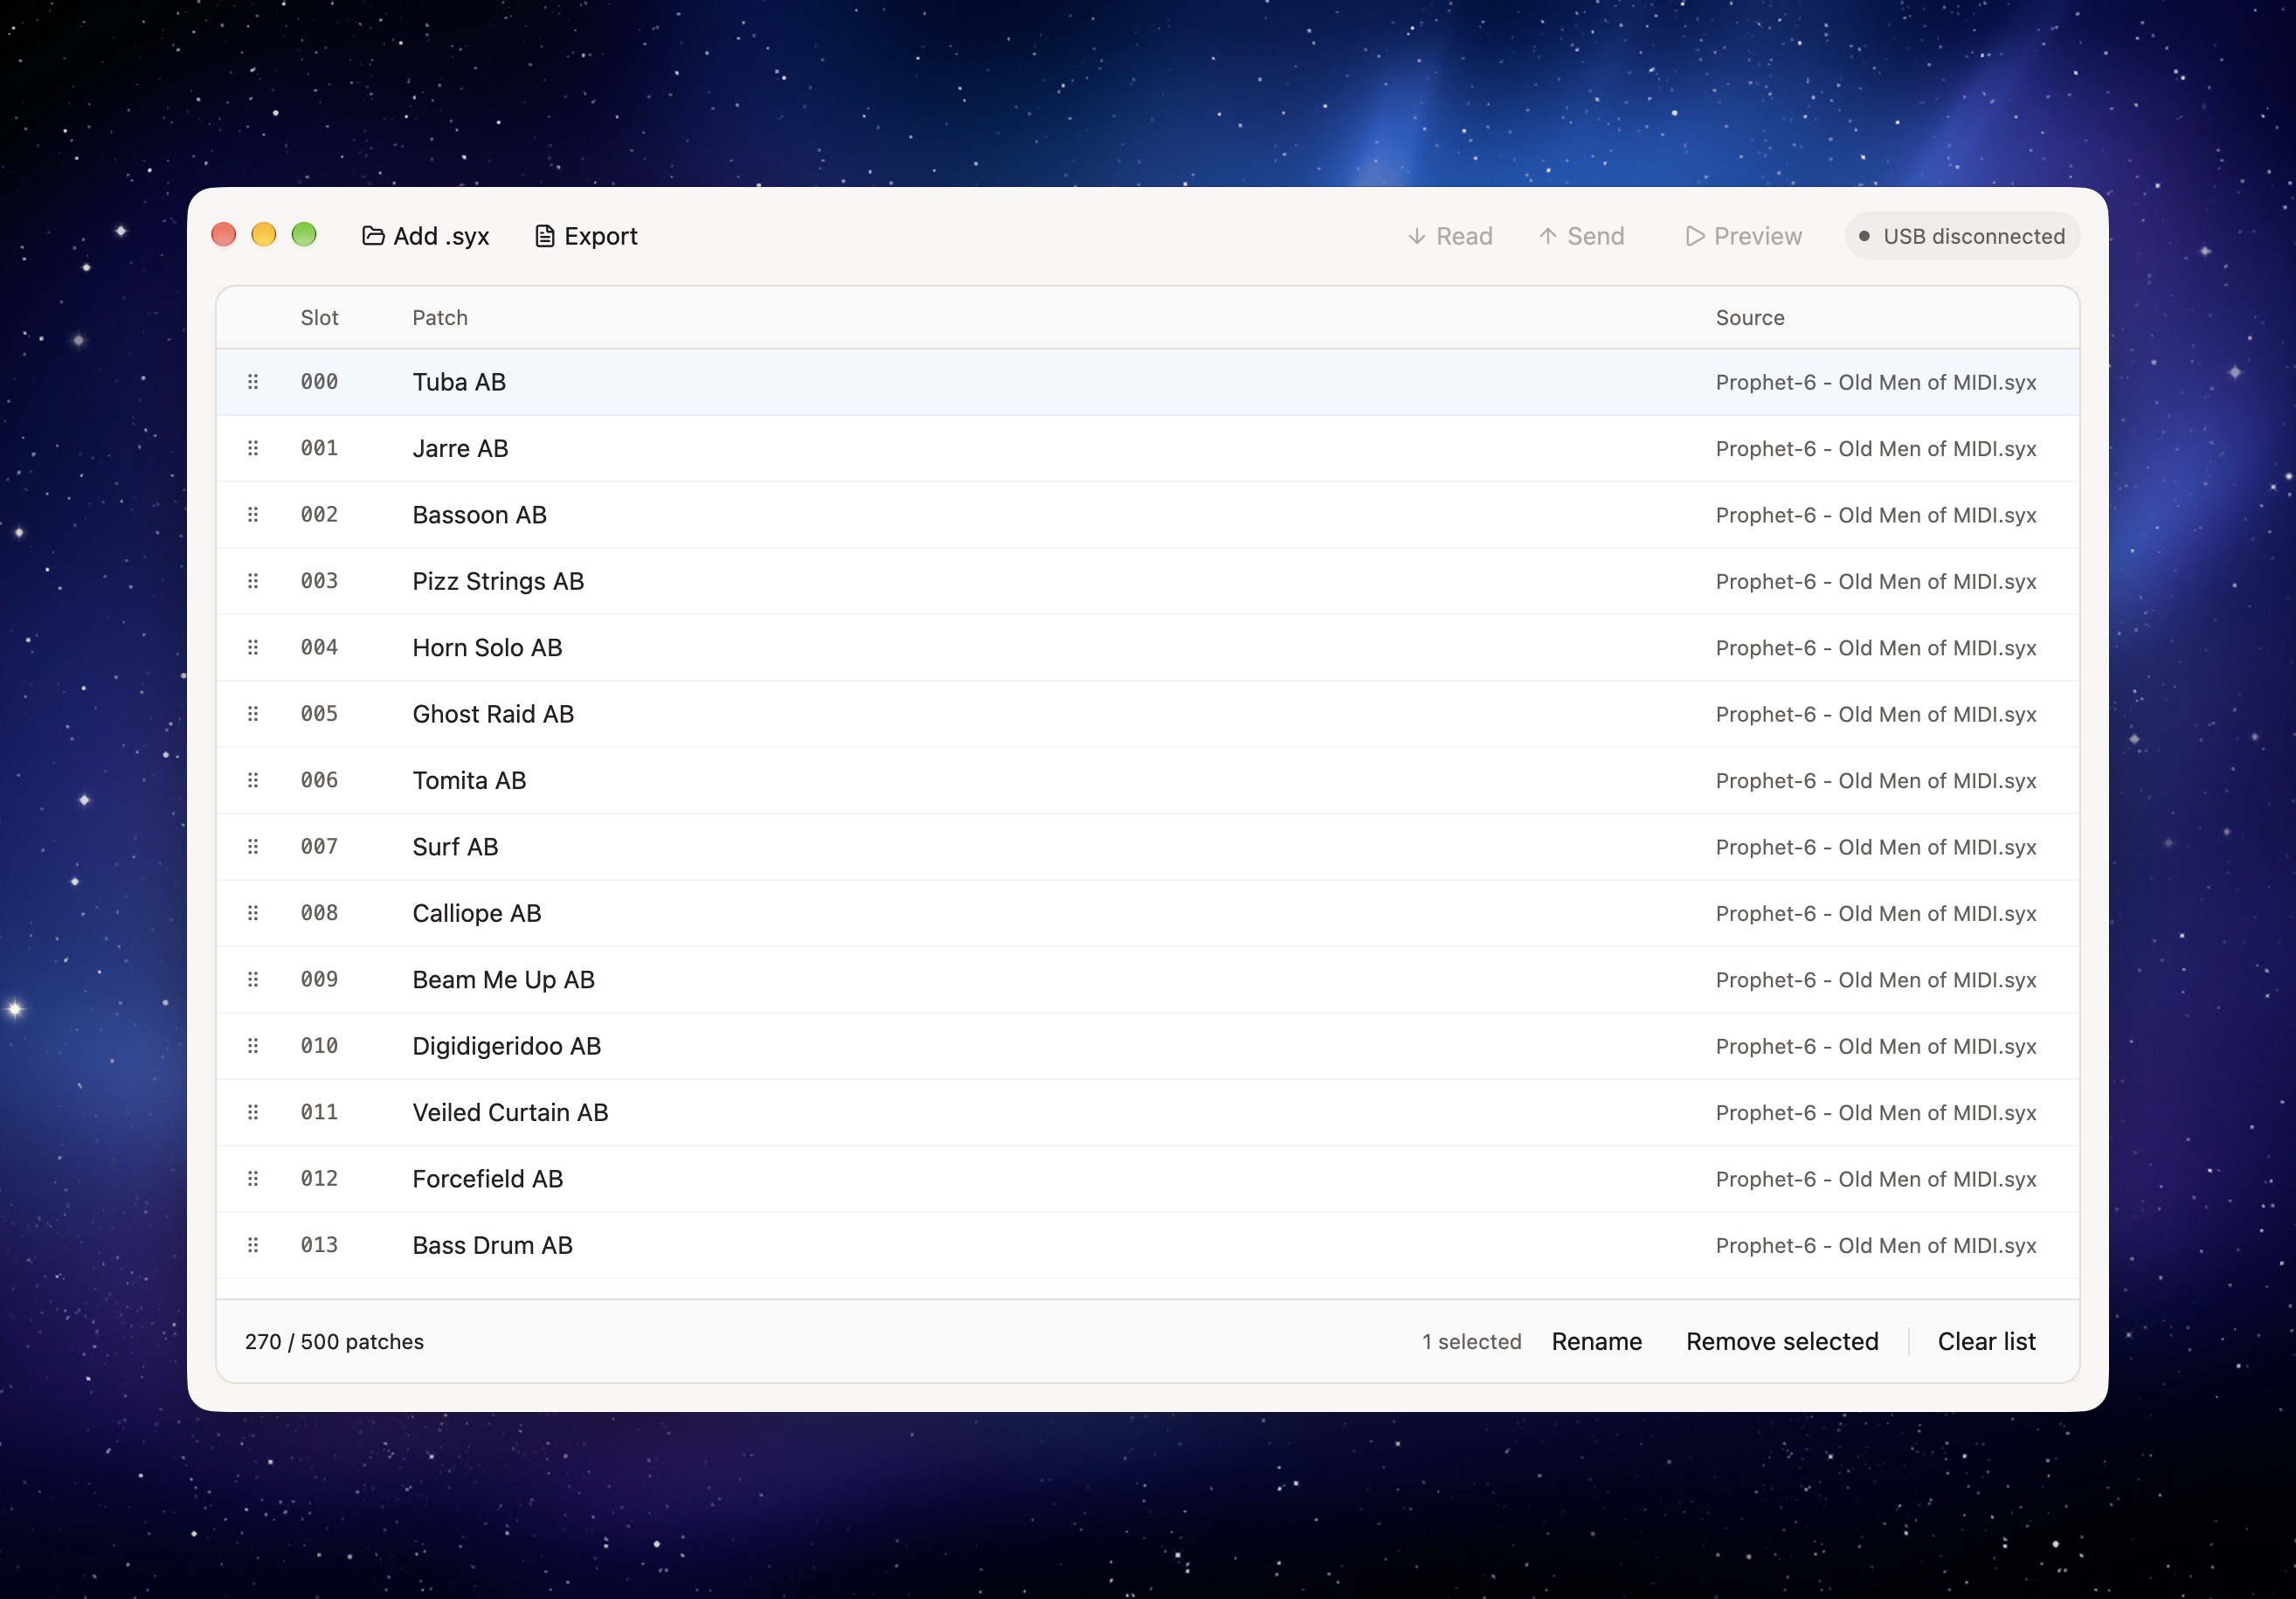 Add .syx Export Read Send Preview USB disconnected
Slot Patch Source
000 Tuba AB Prophet-6 - Old Men of MIDI.syx
001 Jarre AB Prophet-6 - Old Men of MIDI.syx
002 Bassoon AB Prophet-6 - Old Men of MIDI.syx
003 Pizz Strings AB Prophet-6 - Old Men of MIDI.syx
004 Horn Solo AB Prophet-6 - Old Men of MIDI.syx
005 Ghost Raid AB Prophet-6 - Old Men of MIDI.syx
006 Tomita AB Prophet-6 - Old Men of MIDI.syx
007 Surf AB Prophet-6 - Old Men of MIDI.syx
008 Calliope AB Prophet-6 - Old Men of MIDI.syx
009 Beam Me Up AB Prophet-6 - Old Men of MIDI.syx
010 Digidigeridoo AB Prophet-6 - Old Men of MIDI.syx
011 Veiled Curtain AB Prophet-6 - Old Men of MIDI.syx
012 Forcefield AB Prophet-6 - Old Men of MIDI.syx
013 Bass Drum AB Prophet-6 - Old Men of MIDI.syx
270 / 500 patches 1 selected Rename Remove selected Clear list